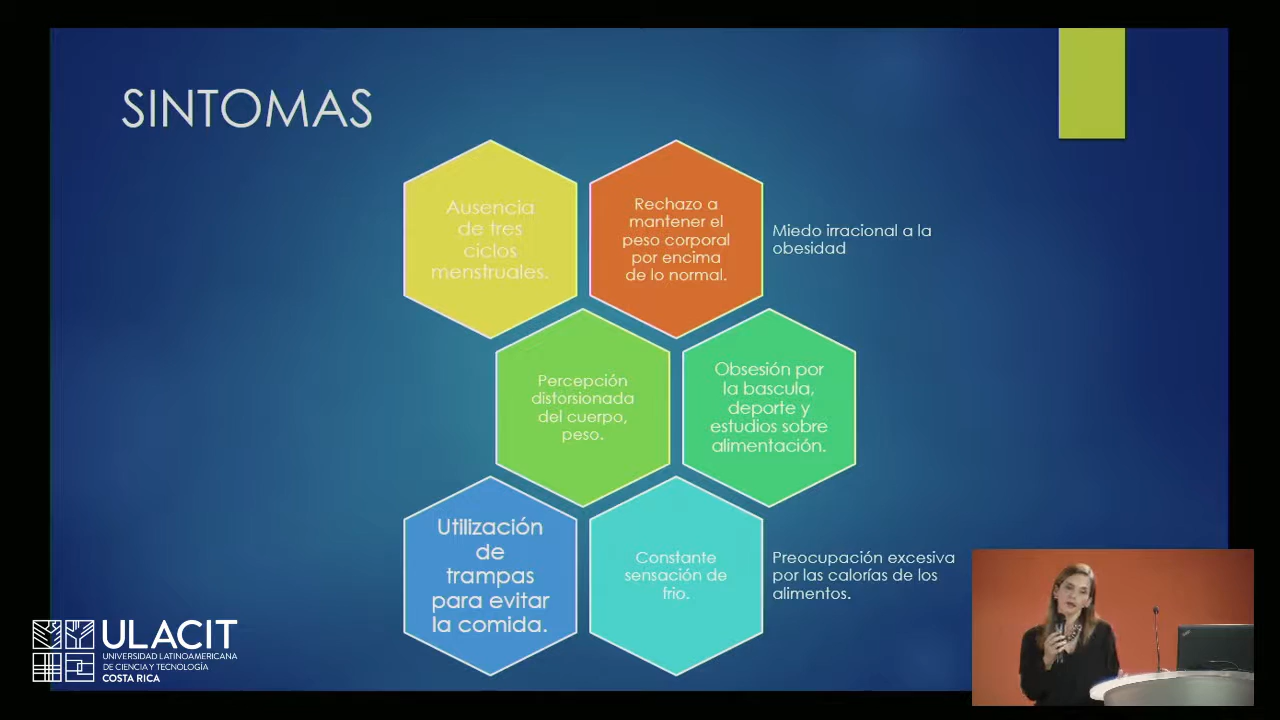 SINTOMAS
Ausencia
de tres
ciclos
menstruales.
Rechazo a
mantener el
peso corporal
por encima
de lo normal.
Miedo irracional a la
obesidad
Percepción
distorsionada
del cuerpo,
peso.
Obsesión por
la bascula,
deporte y
estudios sobre
alimentación.
Utilización
de
trampas
para evitar
la comida.
Constante
sensación de
frio.
Preocupación excesiva
por las calorías de los
alimentos.
ULACIT
UNIVERSIDAD LATINOAMERICANA
DE CIENCIA Y TECNOLOGÍA
COSTA RICA